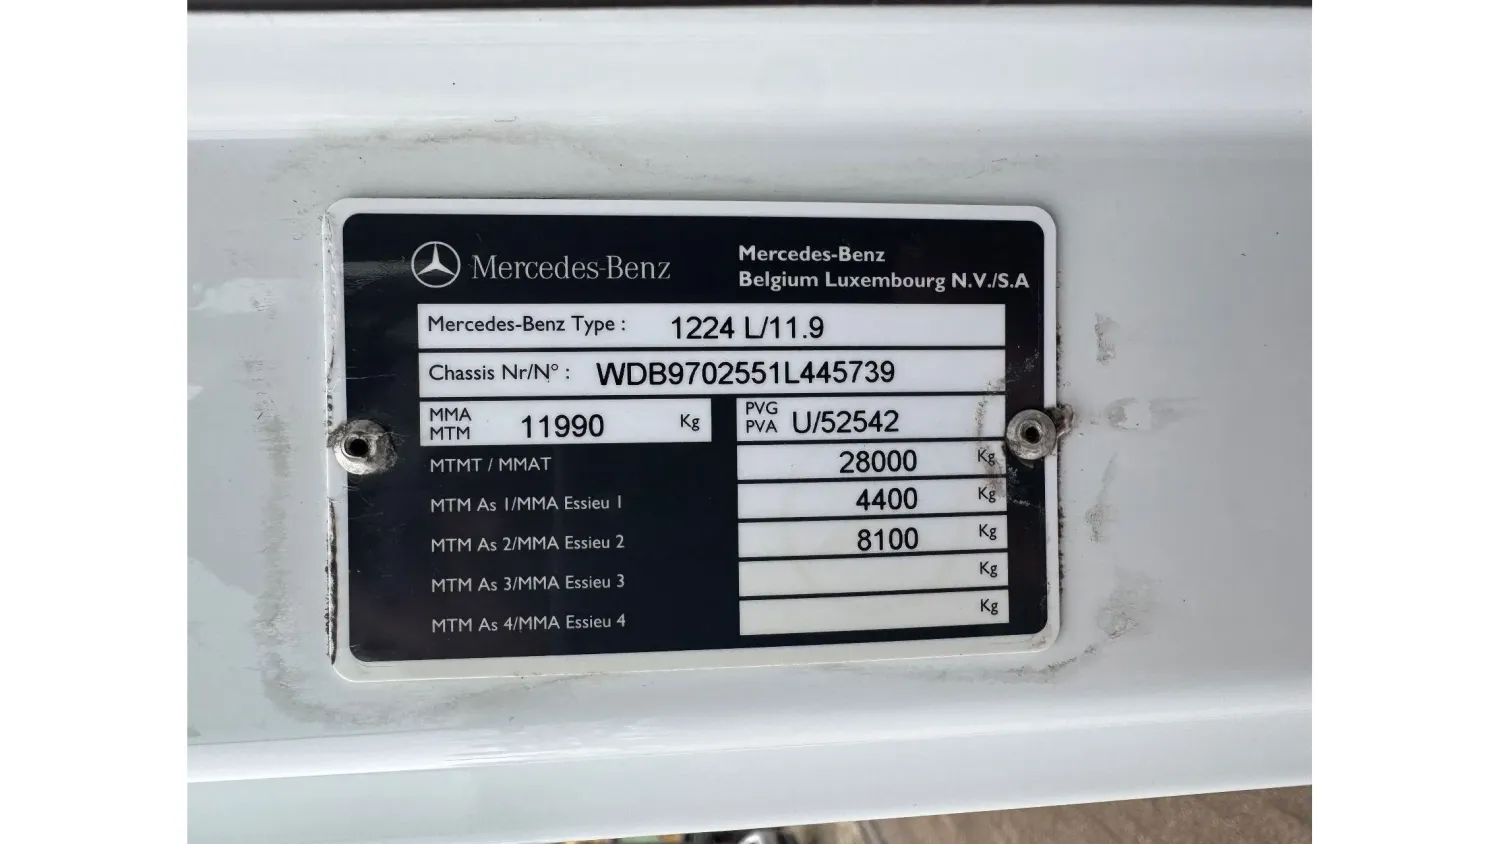 Mercedes-Benz
Mercedes-Benz
Belgium Luxembourg N.V./S.A
Mercedes-Benz Type : 1224 L/11.9
Chassis Nr/N° : WDB9702551L445739
MMA
MTM 11990 Kg
PVG
PVA U/52542
MTMT / MMAT 28000 Kg
MTM As 1/MMA Essieu 1 4400 Kg
MTM As 2/MMA Essieu 2 8100 Kg
MTM As 3/MMA Essieu 3 Kg
MTM As 4/MMA Essieu 4 Kg